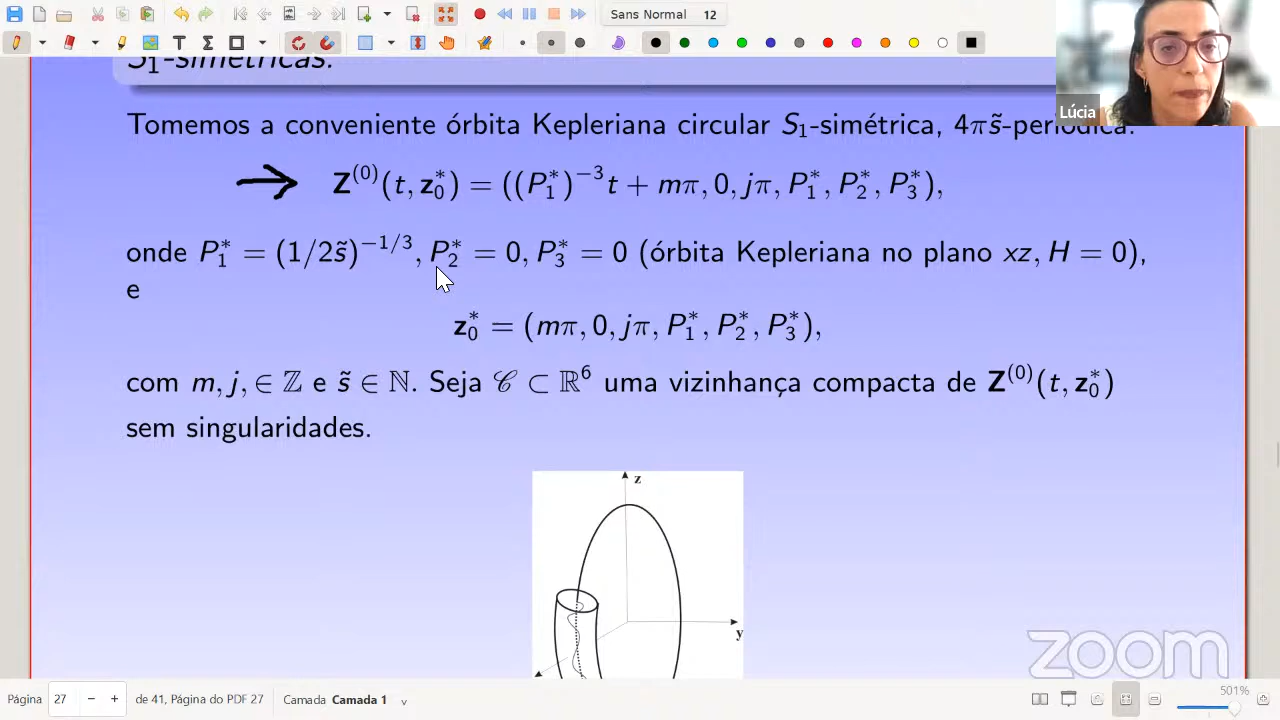 Sans Normal 12
S₁-simétricas.
Lúcia
Tomemos a conveniente órbita Kepleriana circular S₁-simétrica, 4πs̃-periódica:
Z⁽⁰⁾(t, z₀*) = ((P₁*)⁻³t + mπ, 0, jπ, P₁*, P₂*, P₃*),
onde P₁* = (1/2s̃)⁻¹ᐟ³, P₂* = 0, P₃* = 0 (órbita Kepleriana no plano xz, H = 0),
e
z₀* = (mπ, 0, jπ, P₁*, P₂*, P₃*),
com m, j, ∈ ℤ e s̃ ∈ ℕ. Seja 𝒞 ⊂ ℝ⁶ uma vizinhança compacta de Z⁽⁰⁾(t, z₀*)
sem singularidades.
z
y
zoom
Página 27 de 41, Página do PDF 27 Camada Camada 1
501%